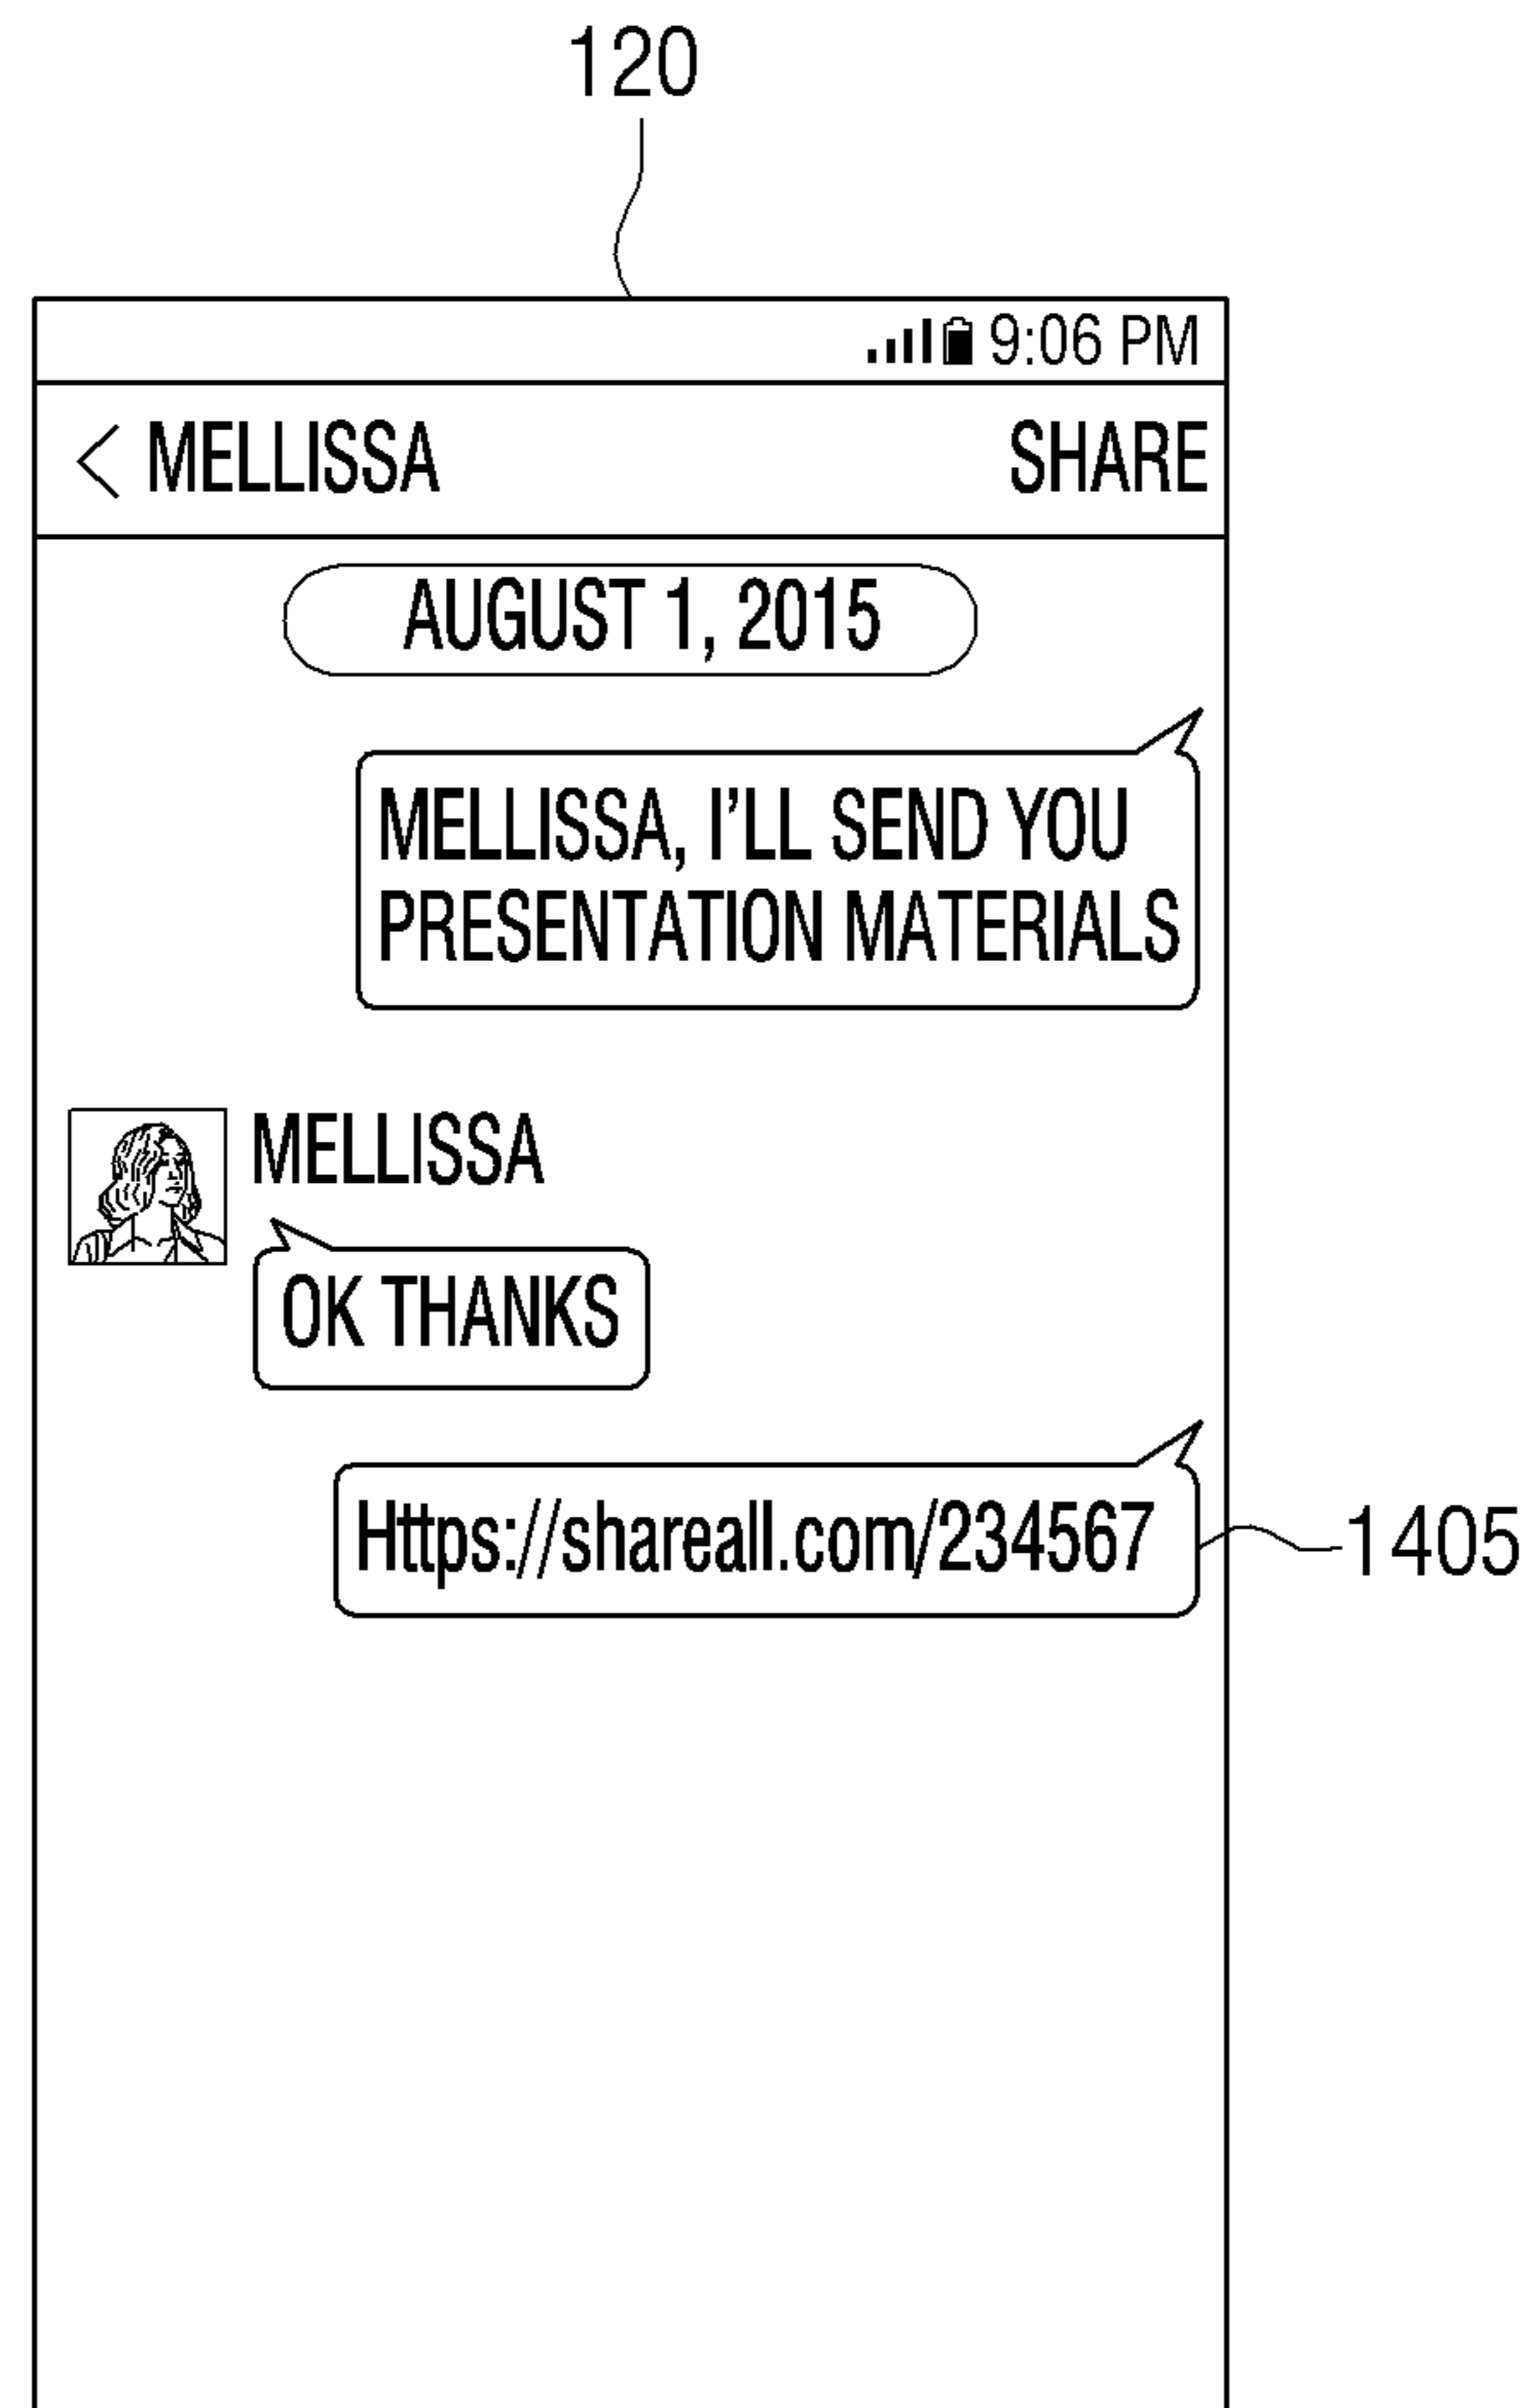 120
9:06 PM
< MELLISSA SHARE
AUGUST 1, 2015
MELLISSA, I'LL SEND YOU
PRESENTATION MATERIALS
MELLISSA
OK THANKS
Https://shareall.com/234567
1405